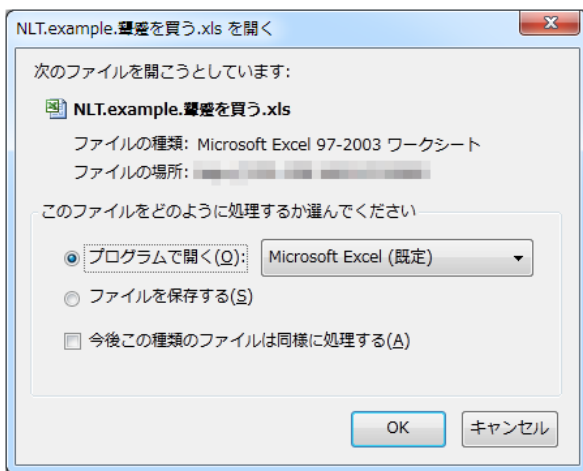 NLT.example.顰蹙を買う.xls を開く
次のファイルを開こうとしています:
NLT.example.顰蹙を買う.xls
ファイルの種類: Microsoft Excel 97-2003 ワークシート
ファイルの場所:
このファイルをどのように処理するか選んでください
プログラムで開く(O): Microsoft Excel (既定)
ファイルを保存する(S)
今後この種類のファイルは同様に処理する(A)
OK キャンセル